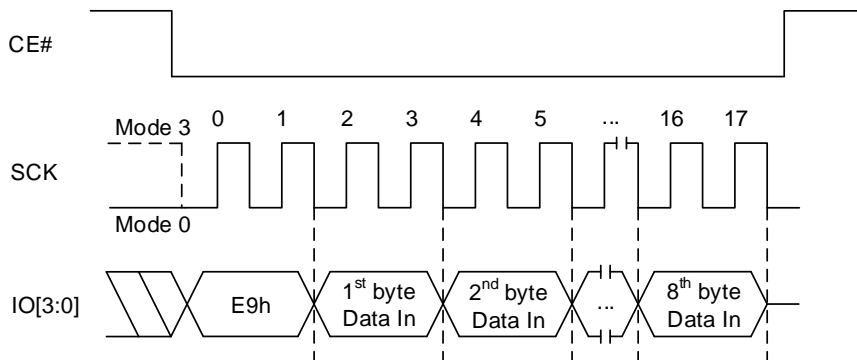 CE#
0 1 2 3 4 5 ... 16 17
Mode 3
SCK
Mode 0
IO[3:0]
E9h
1st byte
Data In
2nd byte
Data In
...
8th byte
Data In